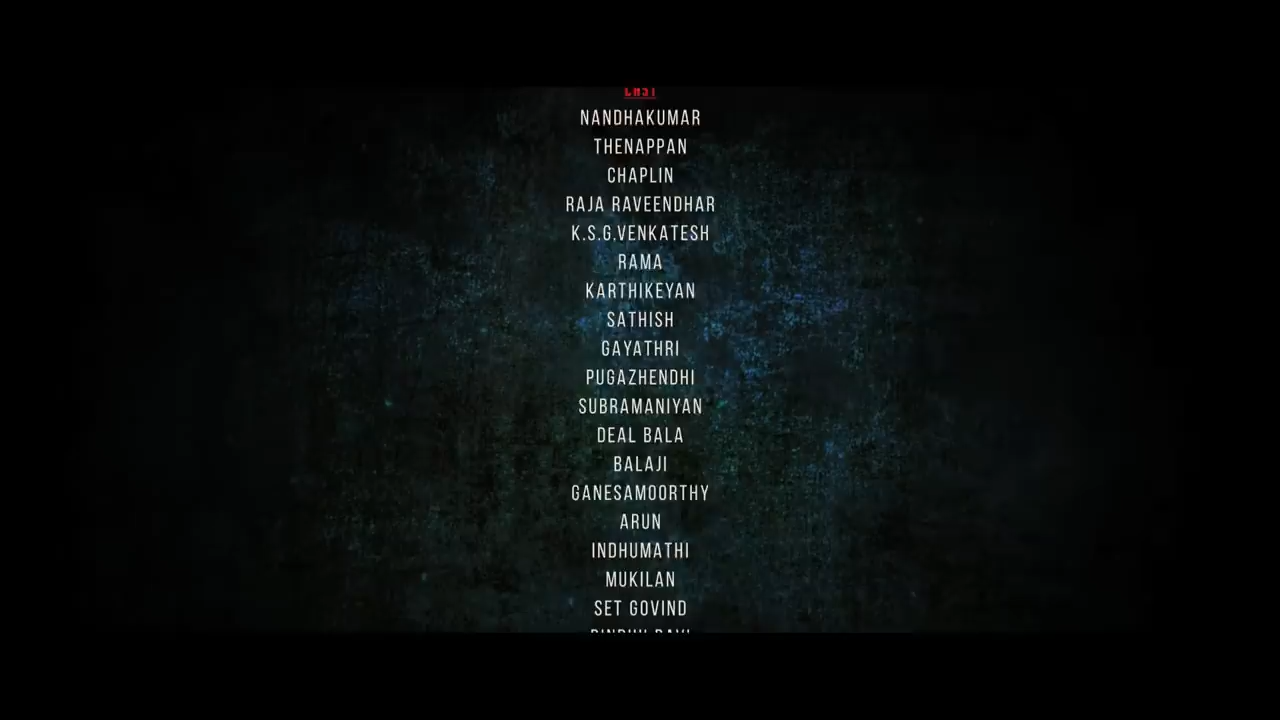 CAST
NANDHAKUMAR
THENAPPAN
CHAPLIN
RAJA RAVEENDHAR
K.S.G.VENKATESH
RAMA
KARTHIKEYAN
SATHISH
GAYATHRI
PUGAZHENDHI
SUBRAMANIYAN
DEAL BALA
BALAJI
GANESAMOORTHY
ARUN
INDHUMATHI
MUKILAN
SET GOVIND